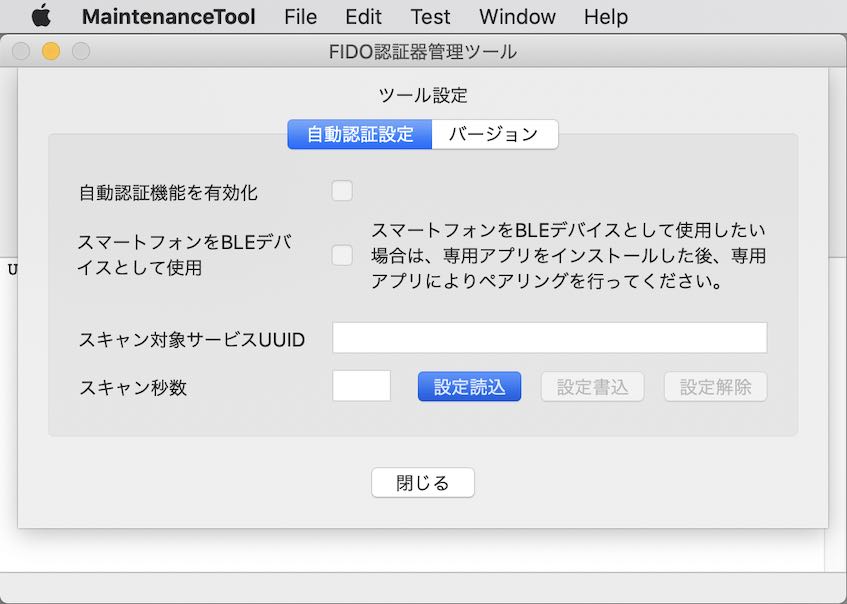 MaintenanceTool File Edit Test Window Help
FIDO認証器管理ツール
ツール設定
自動認証設定 バージョン
自動認証機能を有効化
スマートフォンをBLEデバ
イスとして使用
スマートフォンをBLEデバイスとして使用したい
場合は、専用アプリをインストールした後、専用
アプリによりペアリングを行ってください。
U
スキャン対象サービスUUID
スキャン秒数 設定読込 設定書込 設定解除
閉じる